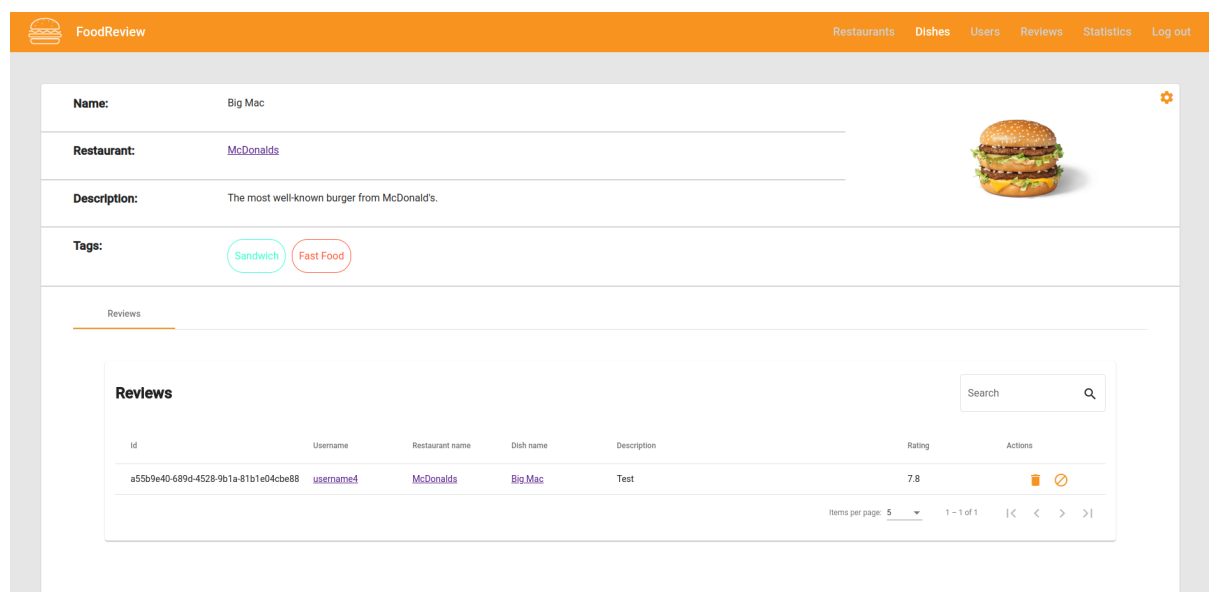 FoodReview Restaurants Dishes Users Reviews Statistics Log out
Name: Big Mac
Restaurant: McDonalds
Description: The most well-known burger from McDonald's.
Tags: Sandwich Fast Food
Reviews
Reviews Search
Id Username Restaurant name Dish name Description Rating Actions
a55b9e40-689d-4528-9b1a-81b1e04cbe88 username4 McDonalds Big Mac Test 7.8
Items per page: 5 1 – 1 of 1